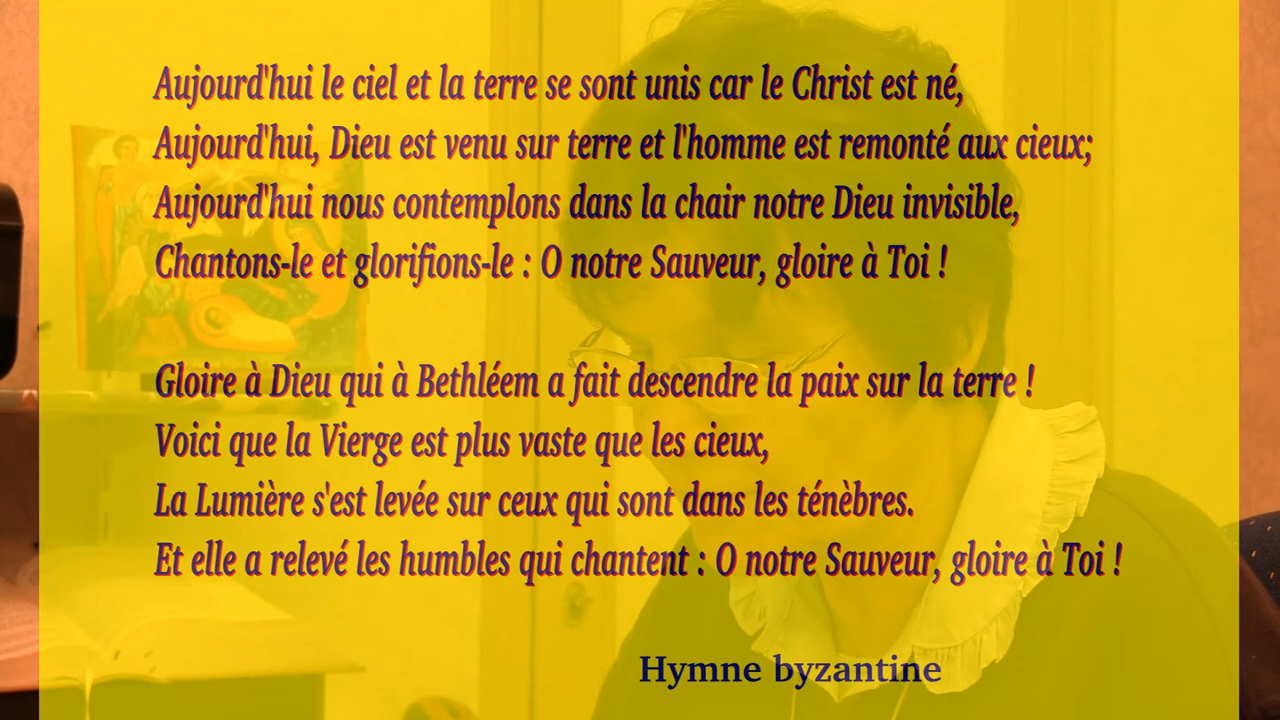 Aujourd'hui le ciel et la terre se sont unis car le Christ est né,
Aujourd'hui, Dieu est venu sur terre et l'homme est remonté aux cieux;
Aujourd'hui nous contemplons dans la chair notre Dieu invisible,
Chantons-le et glorifions-le : O notre Sauveur, gloire à Toi !
Gloire à Dieu qui à Bethléem a fait descendre la paix sur la terre !
Voici que la Vierge est plus vaste que les cieux,
La Lumière s'est levée sur ceux qui sont dans les ténèbres.
Et elle a relevé les humbles qui chantent : O notre Sauveur, gloire à Toi !
Hymne byzantine